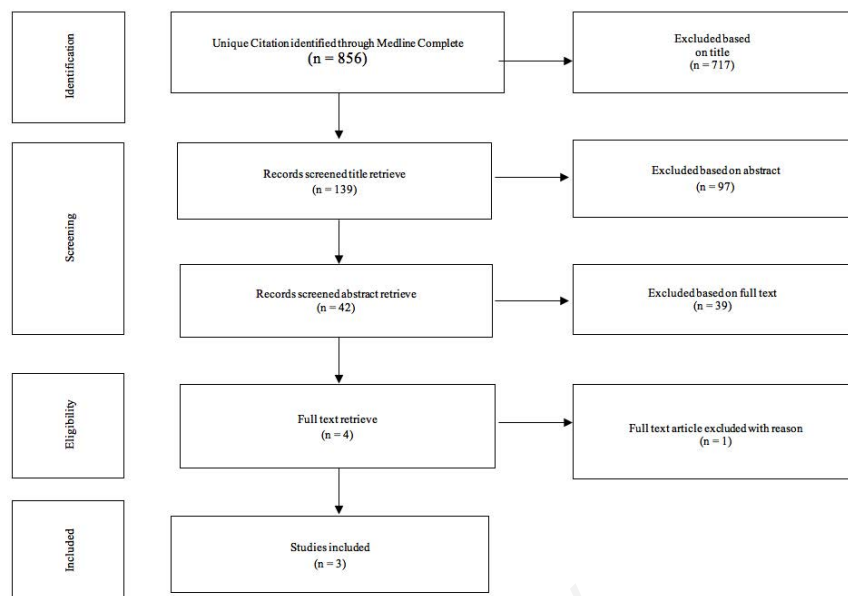 Identification
Unique Citation identified through Medline Complete
(n = 856)
Excluded based
on title
(n = 717)
Screening
Records screened title retrieve
(n = 139)
Excluded based on abstract
(n = 97)
Records screened abstract retrieve
(n = 42)
Excluded based on full text
(n = 39)
Eligibility
Full text retrieve
(n = 4)
Full text article excluded with reason
(n = 1)
Included
Studies included
(n = 3)